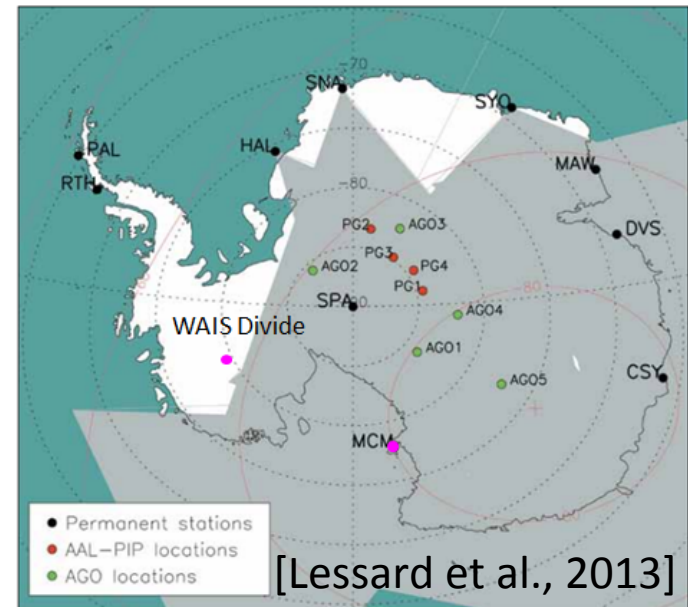 -70
SNA
SYO
HAL
PAL
MAW
RTH
-80
DVS
PG2
AGO3
PG3
AGO2
PG4
PG1
SPA
80
AGO4
WAIS Divide
AGO1
CSY
AGO5
MCM
Permanent stations
AAL-PIP locations
AGO locations
[Lessard et al., 2013]